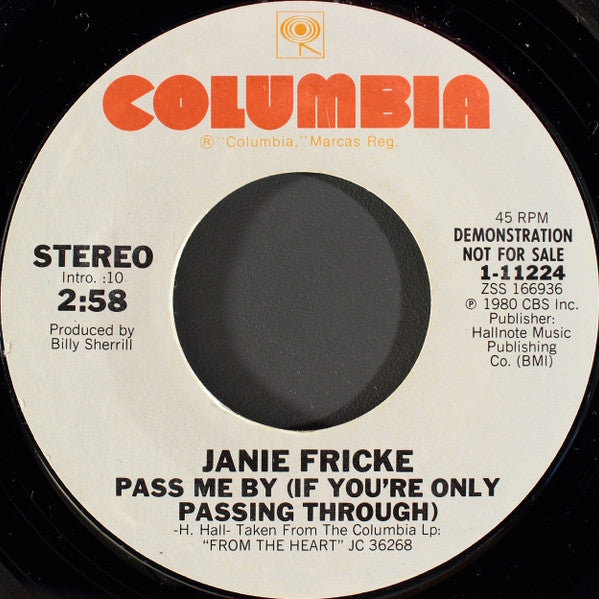 COLUMBIA
® "Columbia," Marcas Reg.
STEREO
Intro. :10
2:58
Produced by
Billy Sherrill
45 RPM
DEMONSTRATION
NOT FOR SALE
1-11224
ZSS 166936
℗ 1980 CBS Inc.
Publisher:
Hallnote Music
Publishing
Co. (BMI)
JANIE FRICKE
PASS ME BY (IF YOU'RE ONLY
PASSING THROUGH)
-H. Hall- Taken From The Columbia Lp:
"FROM THE HEART" JC 36268